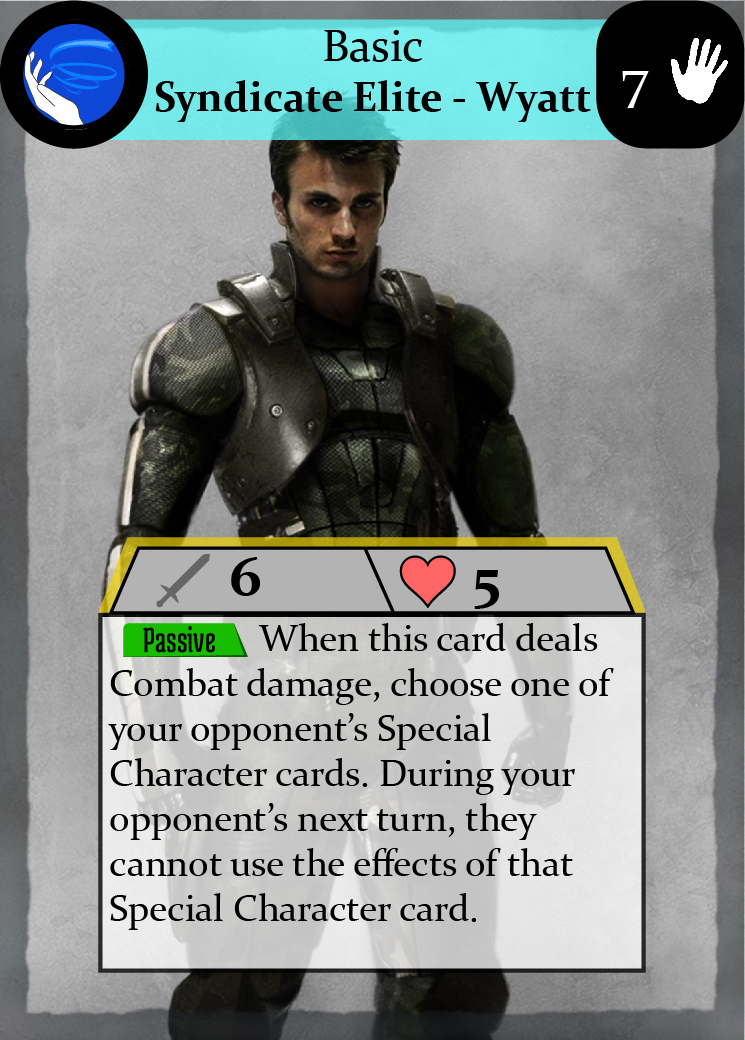 Basic
Syndicate Elite - Wyatt
7
6
5
Passive When this card deals
Combat damage, choose one of
your opponent’s Special
Character cards. During your
opponent’s next turn, they
cannot use the effects of that
Special Character card.